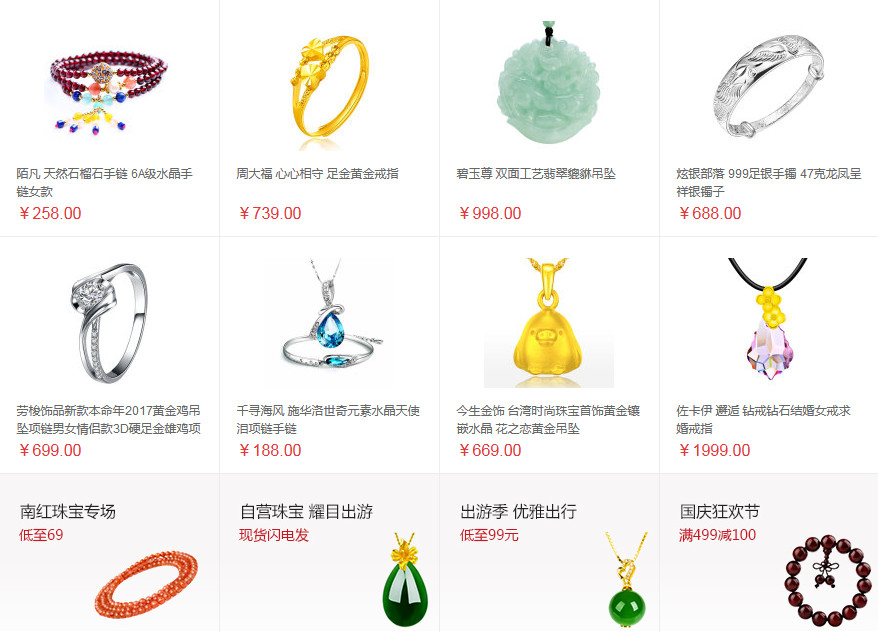 陌凡 天然石榴石手链 6A级水晶手
链女款
￥258.00
周大福 心心相守 足金黄金戒指
￥739.00
碧玉尊 双面工艺翡翠貔貅吊坠
￥998.00
炫银部落 999足银手镯 47克龙凤呈
祥银镯子
￥688.00
劳梭饰品新款本命年2017黄金鸡吊
坠项链男女情侣款3D硬足金雄鸡项
￥699.00
千寻海风 施华洛世奇元素水晶天使
泪项链手链
￥188.00
今生金饰 台湾时尚珠宝首饰黄金镶
嵌水晶 花之恋黄金吊坠
￥669.00
佐卡伊 邂逅 钻戒钻石结婚女戒求
婚戒指
￥1999.00
南红珠宝专场
低至69
自营珠宝 耀目出游
现货闪电发
出游季 优雅出行
低至99元
国庆狂欢节
满499减100